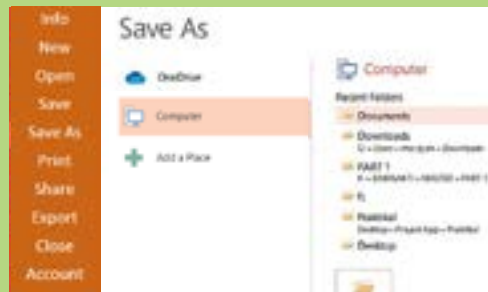 Info
New
Open
Save
Save As
Print
Share
Export
Close
Account
Save As
OneDrive
Computer
Add a Place
Computer
Recent Folders
Documents
Downloads
PART 1
Desktop